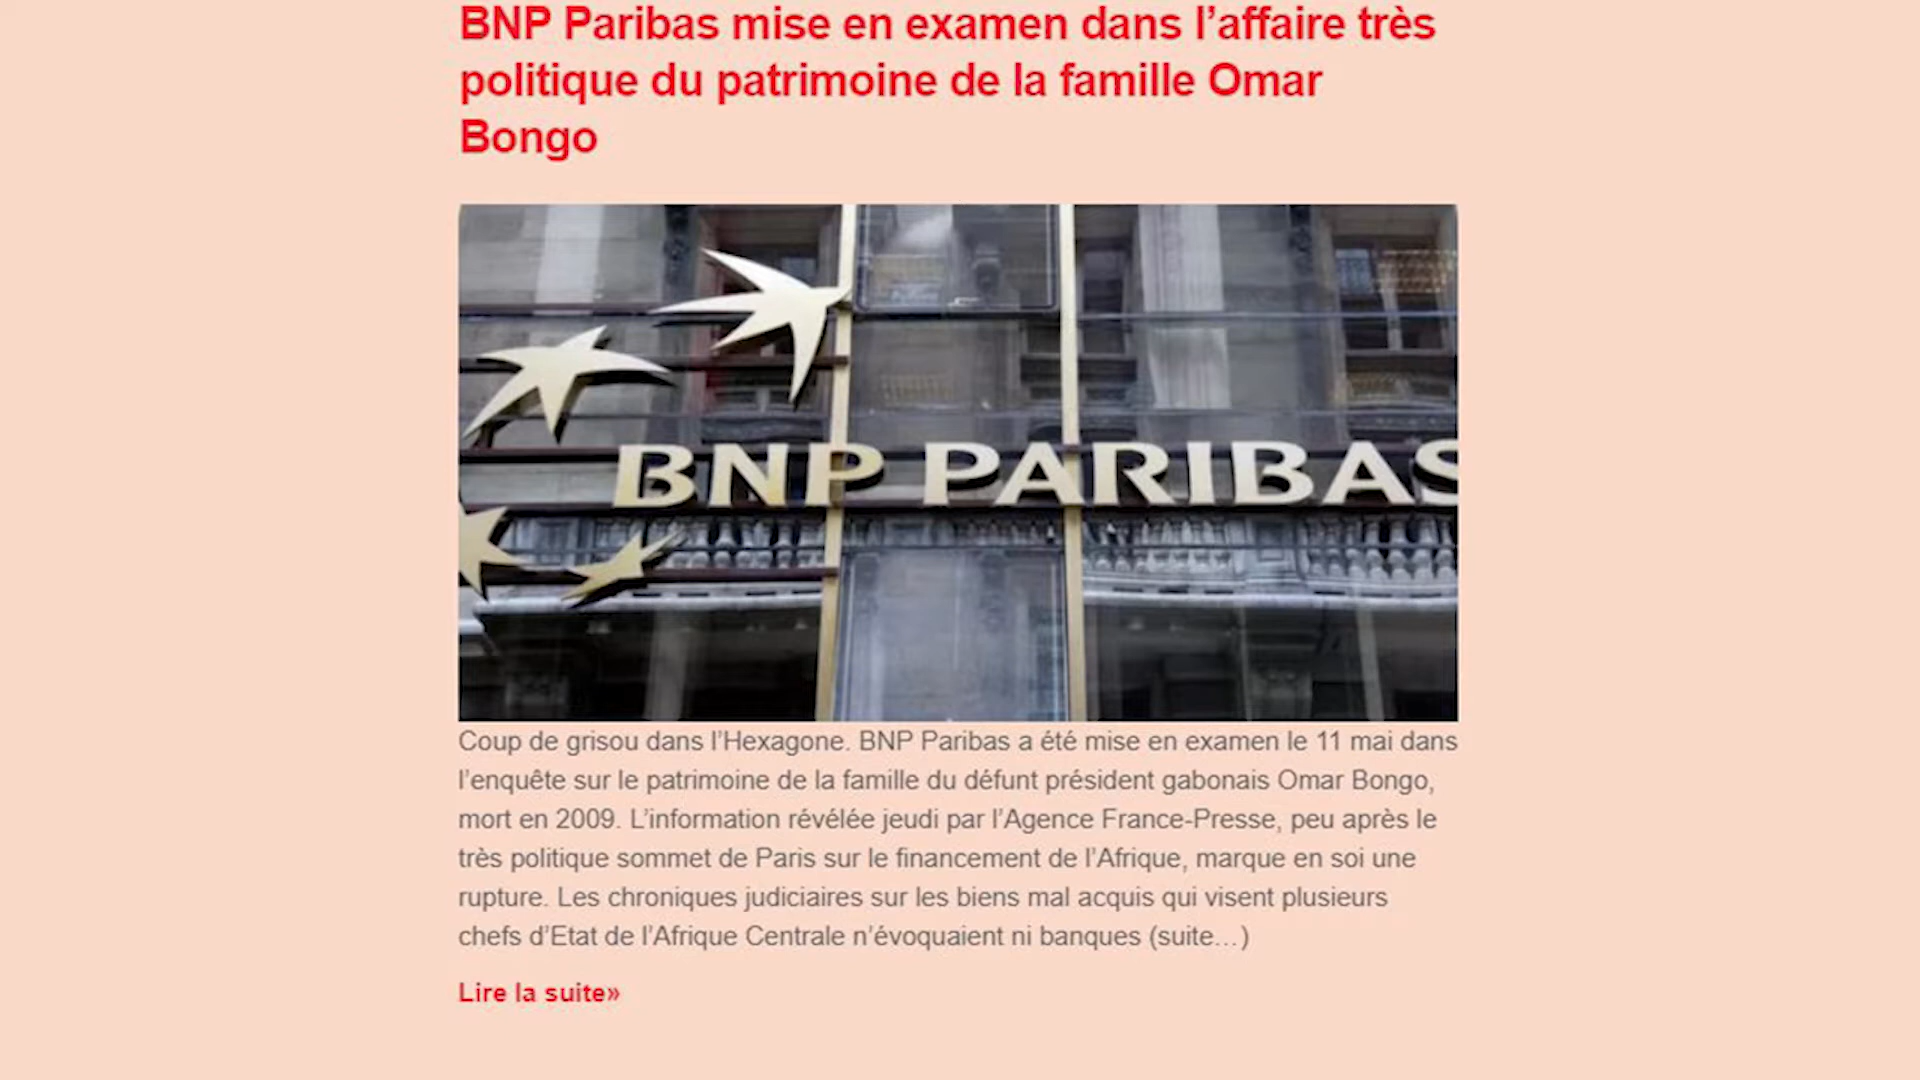 BNP Paribas mise en examen dans l’affaire très
politique du patrimoine de la famille Omar
Bongo
BNP PARIBAS
Coup de grisou dans l’Hexagone. BNP Paribas a été mise en examen le 11 mai dans
l’enquête sur le patrimoine de la famille du défunt président gabonais Omar Bongo,
mort en 2009. L’information révélée jeudi par l’Agence France-Presse, peu après le
très politique sommet de Paris sur le financement de l’Afrique, marque en soi une
rupture. Les chroniques judiciaires sur les biens mal acquis qui visent plusieurs
chefs d’Etat de l’Afrique Centrale n’évoquaient ni banques (suite…)
Lire la suite»